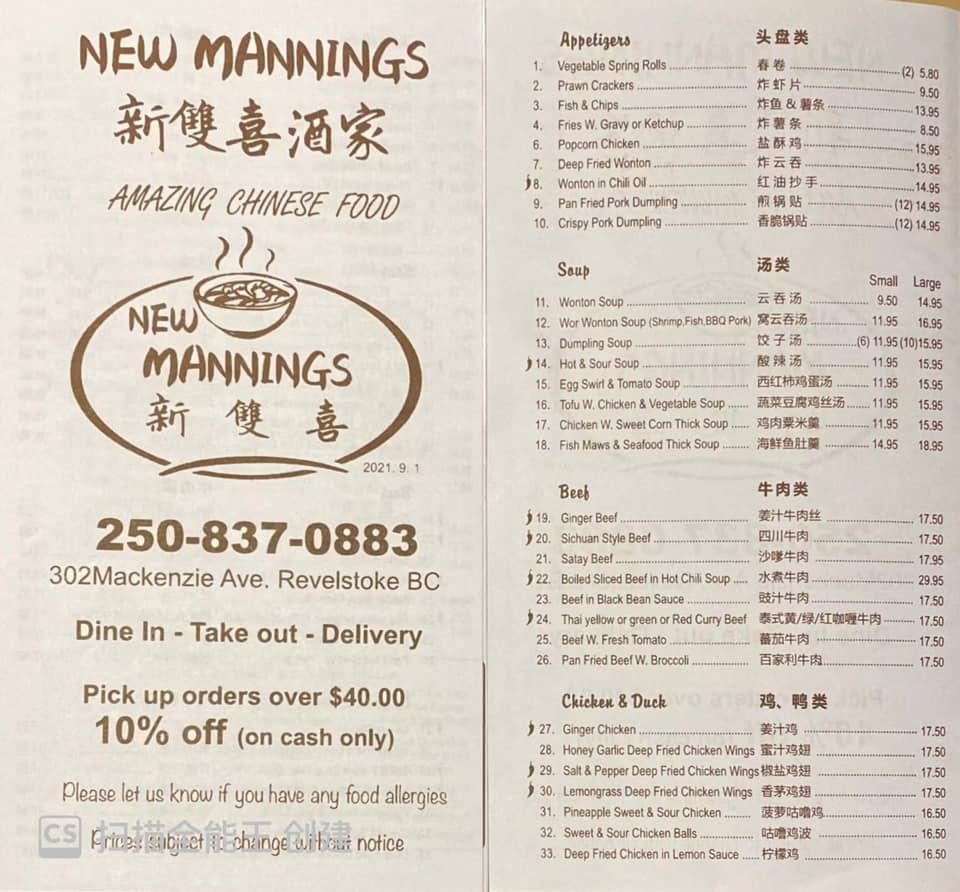 NEW MANNINGS
新雙喜酒家
AMAZING CHINESE FOOD
NEW
MANNINGS
新 雙 喜
2021. 9. 1
250-837-0883
302Mackenzie Ave. Revelstoke BC
Dine In - Take out - Delivery
Pick up orders over $40.00
10% off (on cash only)
Please let us know if you have any food allergies
Prices subject to change without notice
CS 扫描全能王 创建
Appetizers 头盘类
1. Vegetable Spring Rolls 春卷 (2) 5.80
2. Prawn Crackers 炸虾片 9.50
3. Fish & Chips 炸鱼 & 薯条 13.95
4. Fries W. Gravy or Ketchup 炸薯条 8.50
6. Popcorn Chicken 盐酥鸡 15.95
7. Deep Fried Wonton 炸云吞 13.95
8. Wonton in Chili Oil 红油抄手 14.95
9. Pan Fried Pork Dumpling 煎锅贴 (12) 14.95
10. Crispy Pork Dumpling 香脆锅贴 (12) 14.95
Soup 汤类
Small Large
11. Wonton Soup 云吞汤 9.50 14.95
12. Wor Wonton Soup (Shrimp,Fish,BBQ Pork) 窝云吞汤 11.95 16.95
13. Dumpling Soup 饺子汤 (6) 11.95 (10)15.95
14. Hot & Sour Soup 酸辣汤 11.95 15.95
15. Egg Swirl & Tomato Soup 西红柿鸡蛋汤 11.95 15.95
16. Tofu W. Chicken & Vegetable Soup 蔬菜豆腐鸡丝汤 11.95 15.95
17. Chicken W. Sweet Corn Thick Soup 鸡肉粟米羹 11.95 15.95
18. Fish Maws & Seafood Thick Soup 海鲜鱼肚羹 14.95 18.95
Beef 牛肉类
19. Ginger Beef 姜汁牛肉丝 17.50
20. Sichuan Style Beef 四川牛肉 17.50
21. Satay Beef 沙嗲牛肉 17.95
22. Boiled Sliced Beef in Hot Chili Soup 水煮牛肉 29.95
23. Beef in Black Bean Sauce 豉汁牛肉 17.50
24. Thai yellow or green or Red Curry Beef 泰式黄/绿/红咖喱牛肉 17.50
25. Beef W. Fresh Tomato 蕃茄牛肉 17.50
26. Pan Fried Beef W. Broccoli 百家利牛肉 17.50
Chicken & Duck 鸡、鸭类
27. Ginger Chicken 姜汁鸡 17.50
28. Honey Garlic Deep Fried Chicken Wings 蜜汁鸡翅 17.50
29. Salt & Pepper Deep Fried Chicken Wings 椒盐鸡翅 17.50
30. Lemongrass Deep Fried Chicken Wings 香茅鸡翅 17.50
31. Pineapple Sweet & Sour Chicken 菠萝咕噜鸡 16.50
32. Sweet & Sour Chicken Balls 咕噜鸡波 16.50
33. Deep Fried Chicken in Lemon Sauce 柠檬鸡 16.50